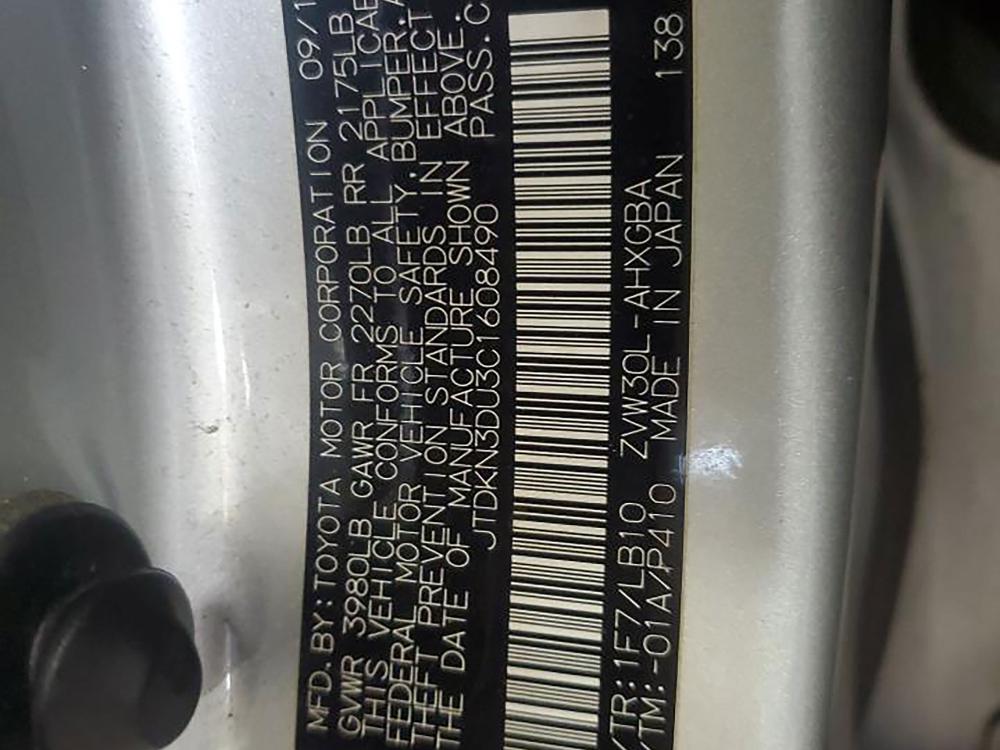 MFD.BY:TOYOTA MOTOR CORPORATION 09/1
GVWR 3980LB GAWR FR 2270LB RR 2175LB
THIS VEHICLE CONFORMS TO ALL APPLICAB
FEDERAL MOTOR VEHICLE SAFETY,BUMPER,A
THEFT PREVENTION STANDARDS IN EFFECT
THE DATE OF MANUFACTURE SHOWN ABOVE.
JTDKN3DU3C1608490 PASS.C
/TR:1F7/LB10 ZVW30L-AHXGBA
/TM:-01A/P410 MADE IN JAPAN 138